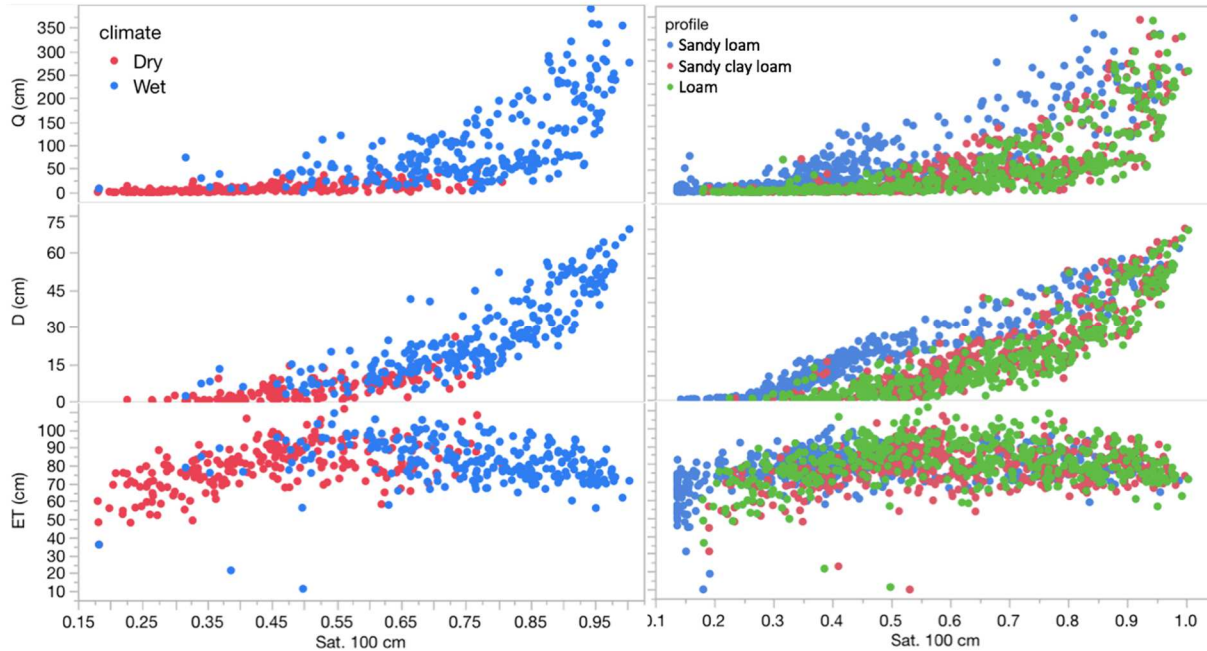 climate
Dry
Wet
Q (cm)
350
300
250
200
150
100
50
0
D (cm)
75
60
45
30
15
0
ET (cm)
100
90
80
70
60
50
40
30
20
10
0.15 0.25 0.35 0.45 0.55 0.65 0.75 0.85 0.95
Sat. 100 cm
profile
Sandy loam
Sandy clay loam
Loam
0.1 0.2 0.3 0.4 0.5 0.6 0.7 0.8 0.9 1.0
Sat. 100 cm